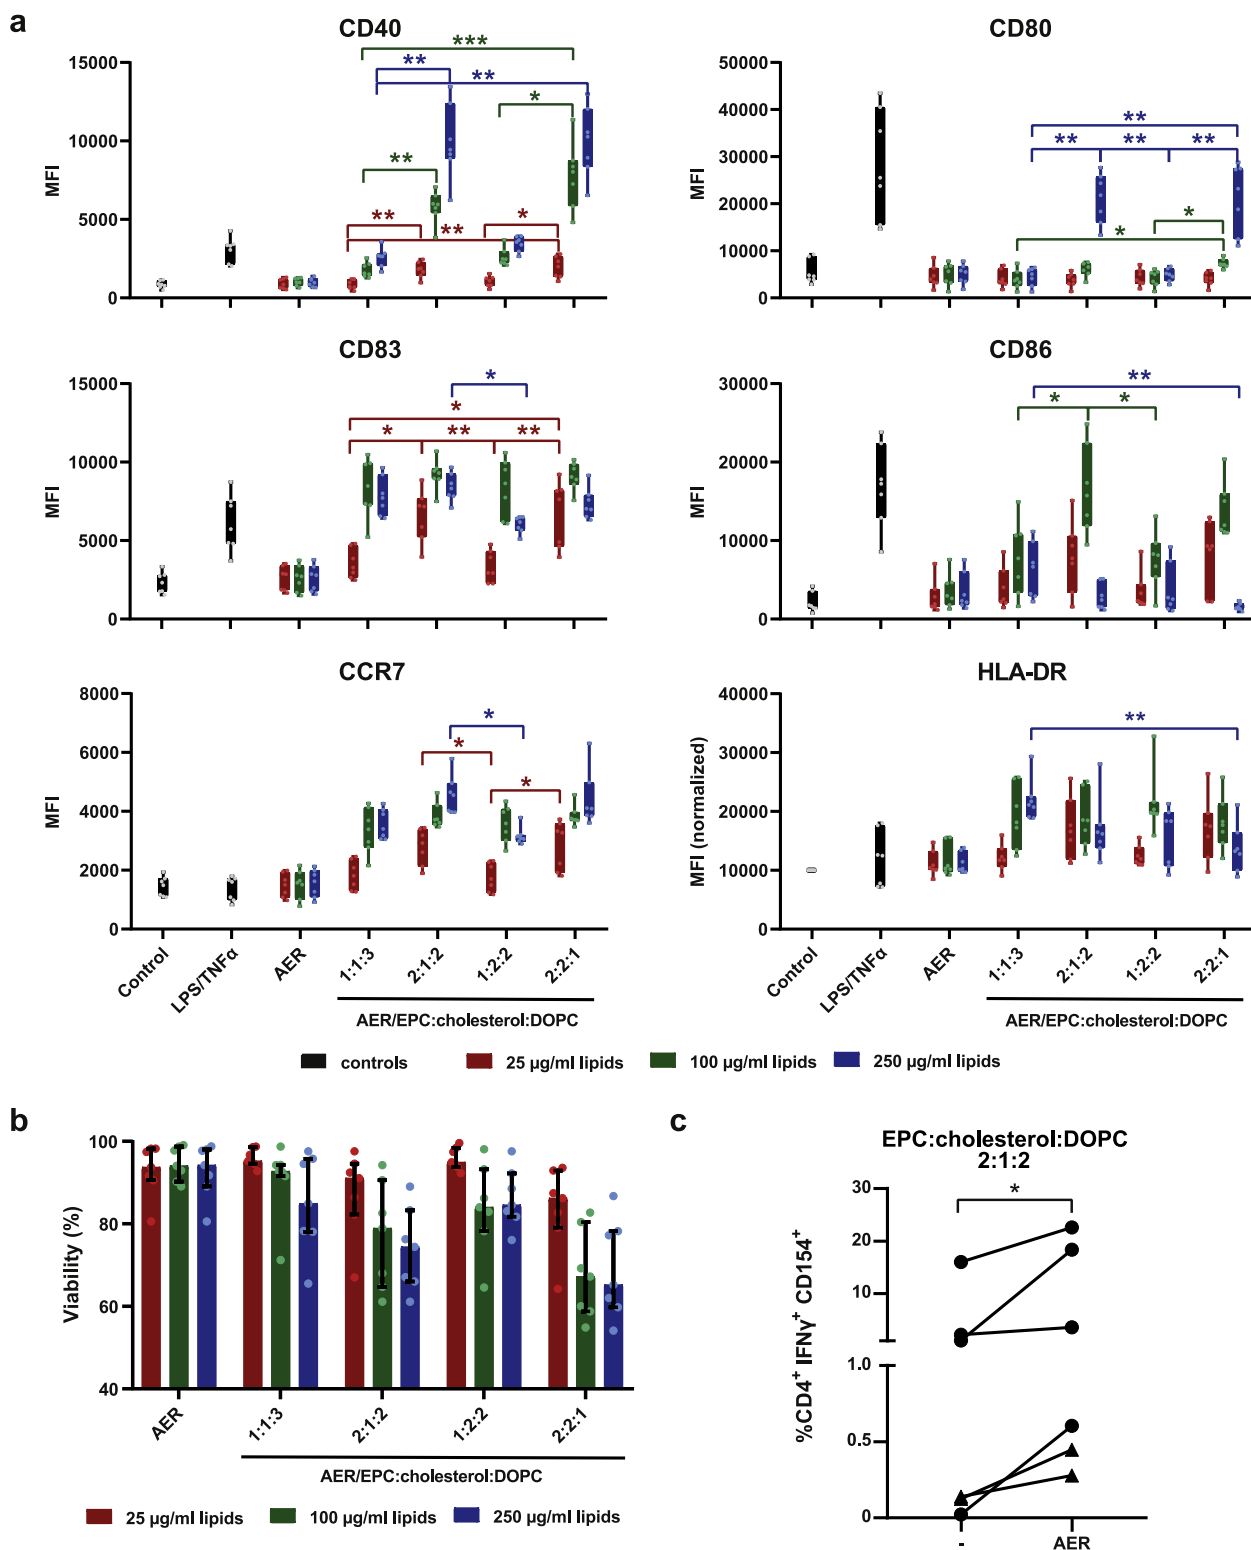 a
CD40
CD80
MFI
15000
10000
5000
0
***
**
**
*
**
**
*
**
MFI
50000
40000
30000
20000
10000
0
**
**
**
**
*
*
CD83
CD86
MFI
15000
10000
5000
0
*
*
*
**
**
MFI
30000
20000
10000
0
**
*
*
CCR7
HLA-DR
MFI
8000
6000
4000
2000
0
*
*
*
MFI (normalized)
40000
30000
20000
10000
0
**
Control
LPS/TNFα
AER
1:1:3
2:1:2
1:2:2
2:2:1
AER/EPC:cholesterol:DOPC
Control
LPS/TNFα
AER
1:1:3
2:1:2
1:2:2
2:2:1
AER/EPC:cholesterol:DOPC
controls
25 µg/ml lipids
100 µg/ml lipids
250 µg/ml lipids
b
Viability (%)
100
80
60
40
AER
1:1:3
2:1:2
1:2:2
2:2:1
AER/EPC:cholesterol:DOPC
25 µg/ml lipids
100 µg/ml lipids
250 µg/ml lipids
c
EPC:cholesterol:DOPC
2:1:2
%CD4⁺ IFNγ⁺ CD154⁺
30
20
10
1.0
0.5
0
*
-
AER